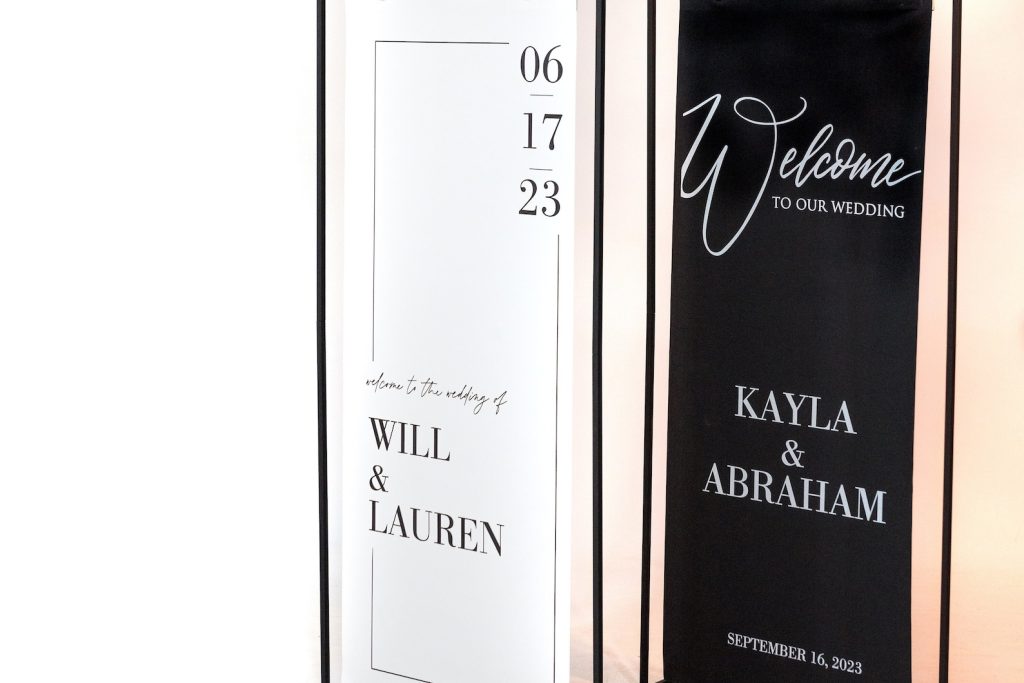 06
17
23
welcome to the wedding of
WILL
&
LAUREN
Welcome
TO OUR WEDDING
KAYLA
&
ABRAHAM
SEPTEMBER 16, 2023